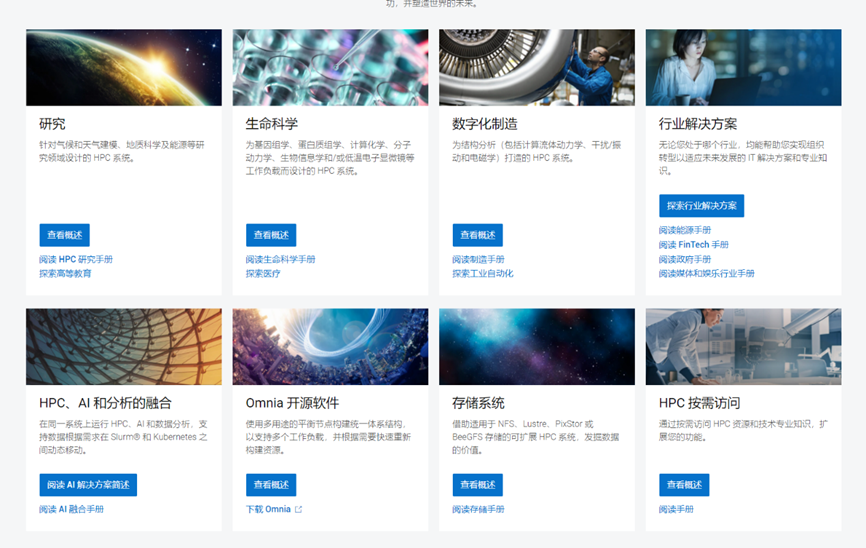 功，并塑造世界的未来。
研究
针对气候和天气建模、地质科学及能源等研
究领域设计的 HPC 系统。
查看概述
阅读 HPC 研究手册
探索高等教育
生命科学
为基因组学、蛋白质组学、计算化学、分子
动力学、生物信息学和/或低温电子显微镜等
工作负载而设计的 HPC 系统。
查看概述
阅读生命科学手册
探索医疗
数字化制造
为结构分析（包括计算流体动力学、干扰/振
动和电磁学）打造的 HPC 系统。
查看概述
阅读制造手册
探索工业自动化
行业解决方案
无论您处于哪个行业，均能帮助您实现组织
转型以适应未来发展的 IT 解决方案和专业知
识。
探索行业解决方案
阅读能源手册
阅读 FinTech 手册
阅读政府手册
阅读媒体和娱乐行业手册
HPC、AI 和分析的融合
在同一系统上运行 HPC、AI 和数据分析，支
持数据根据需求在 Slurm® 和 Kubernetes 之
间动态移动。
阅读 AI 解决方案简述
阅读 AI 融合手册
Omnia 开源软件
使用多用途的平衡节点构建统一体系结构，
以支持多个工作负载，并根据需要快速重新
构建资源。
查看概述
下载 Omnia
存储系统
借助适用于 NFS、Lustre、PixStor 或
BeeGFS 存储的可扩展 HPC 系统，发掘数据
的价值。
查看概述
阅读存储手册
HPC 按需访问
通过按需访问 HPC 资源和技术专业知识，扩
展您的功能。
查看概述
阅读手册